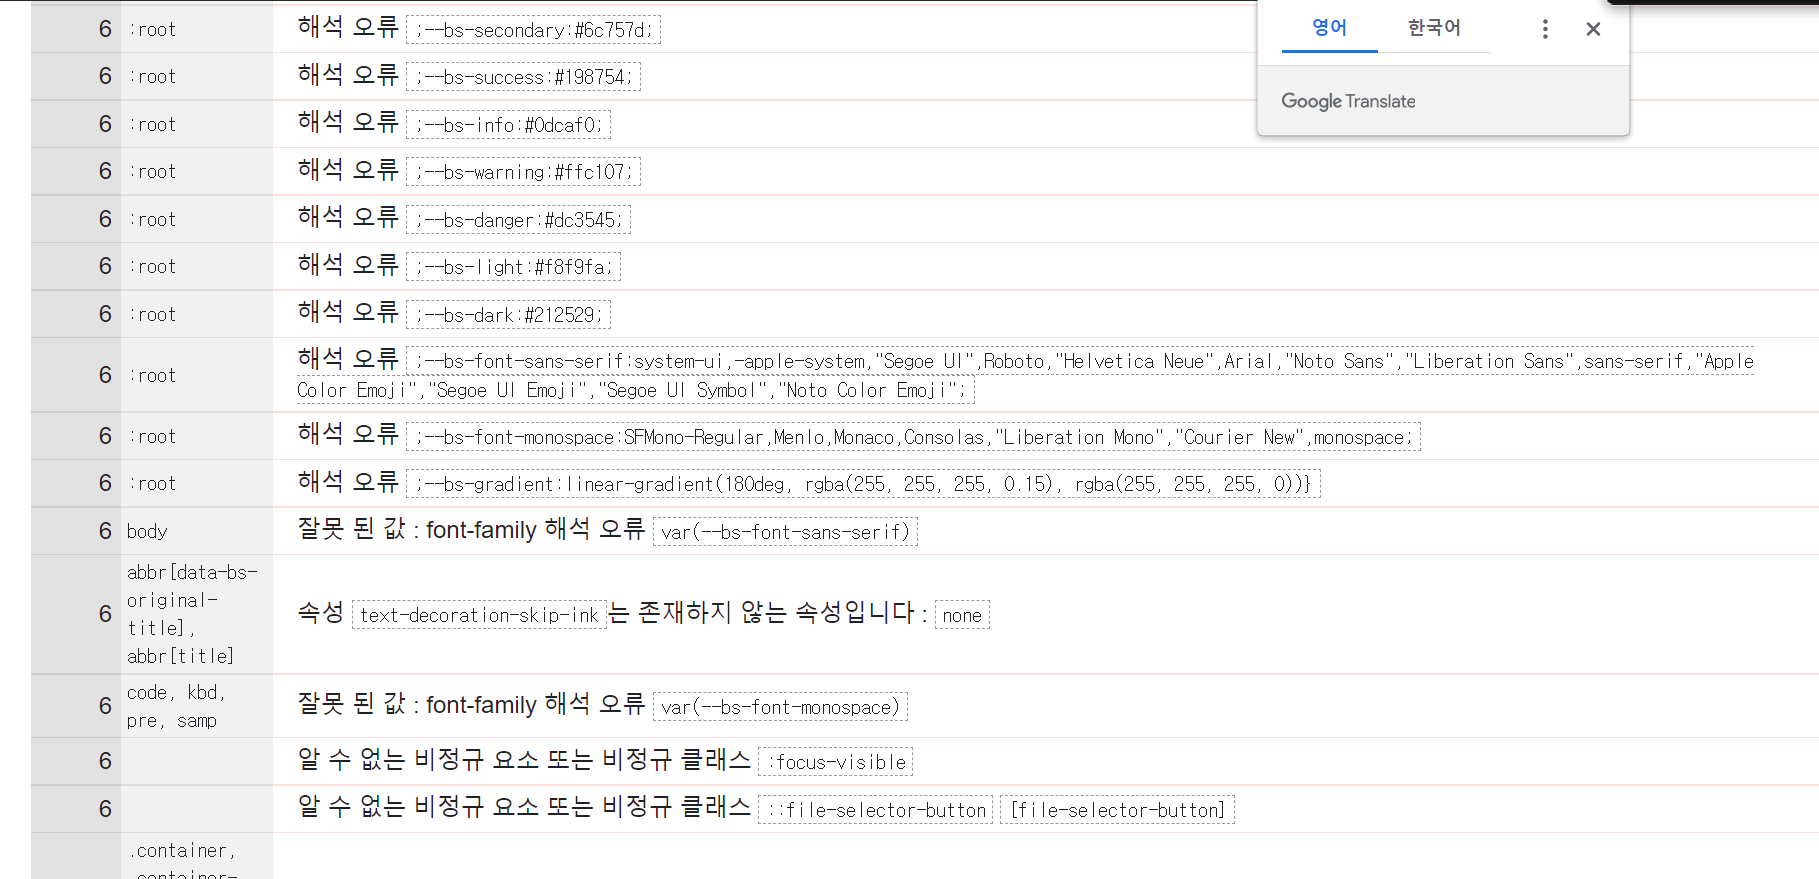 영어 한국어
Google Translate
6 :root 해석 오류 ;--bs-secondary:#6c757d;
6 :root 해석 오류 ;--bs-success:#198754;
6 :root 해석 오류 ;--bs-info:#0dcaf0;
6 :root 해석 오류 ;--bs-warning:#ffc107;
6 :root 해석 오류 ;--bs-danger:#dc3545;
6 :root 해석 오류 ;--bs-light:#f8f9fa;
6 :root 해석 오류 ;--bs-dark:#212529;
6 :root 해석 오류 ;--bs-font-sans-serif:system-ui,-apple-system,"Segoe UI",Roboto,"Helvetica Neue",Arial,"Noto Sans","Liberation Sans",sans-serif,"Apple
Color Emoji","Segoe UI Emoji","Segoe UI Symbol","Noto Color Emoji";
6 :root 해석 오류 ;--bs-font-monospace:SFMono-Regular,Menlo,Monaco,Consolas,"Liberation Mono","Courier New",monospace;
6 :root 해석 오류 ;--bs-gradient:linear-gradient(180deg, rgba(255, 255, 255, 0.15), rgba(255, 255, 255, 0))}
6 body 잘못 된 값 : font-family 해석 오류 var(--bs-font-sans-serif)
abbr[data-bs-
original-
title],
abbr[title]
6 속성 text-decoration-skip-ink는 존재하지 않는 속성입니다 : none
code, kbd,
pre, samp
6 잘못 된 값 : font-family 해석 오류 var(--bs-font-monospace)
6 알 수 없는 비정규 요소 또는 비정규 클래스 :focus-visible
6 알 수 없는 비정규 요소 또는 비정규 클래스 ::file-selector-button [file-selector-button]
.container,
.container-